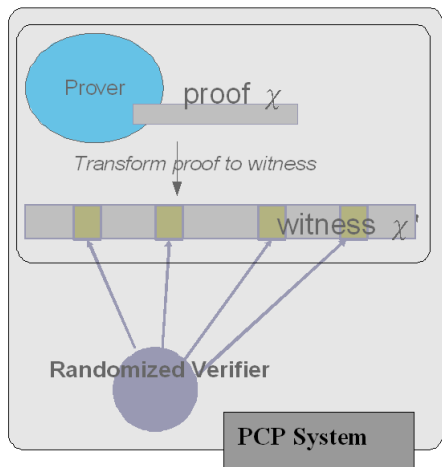 Prover
proof χ
Transform proof to witness
witness χ'
Randomized Verifier
PCP System